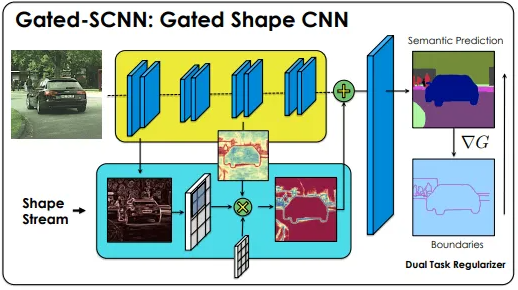 Gated-SCNN: Gated Shape CNN
Semantic Prediction
∇G
Shape
Stream
Boundaries
Dual Task Regularizer